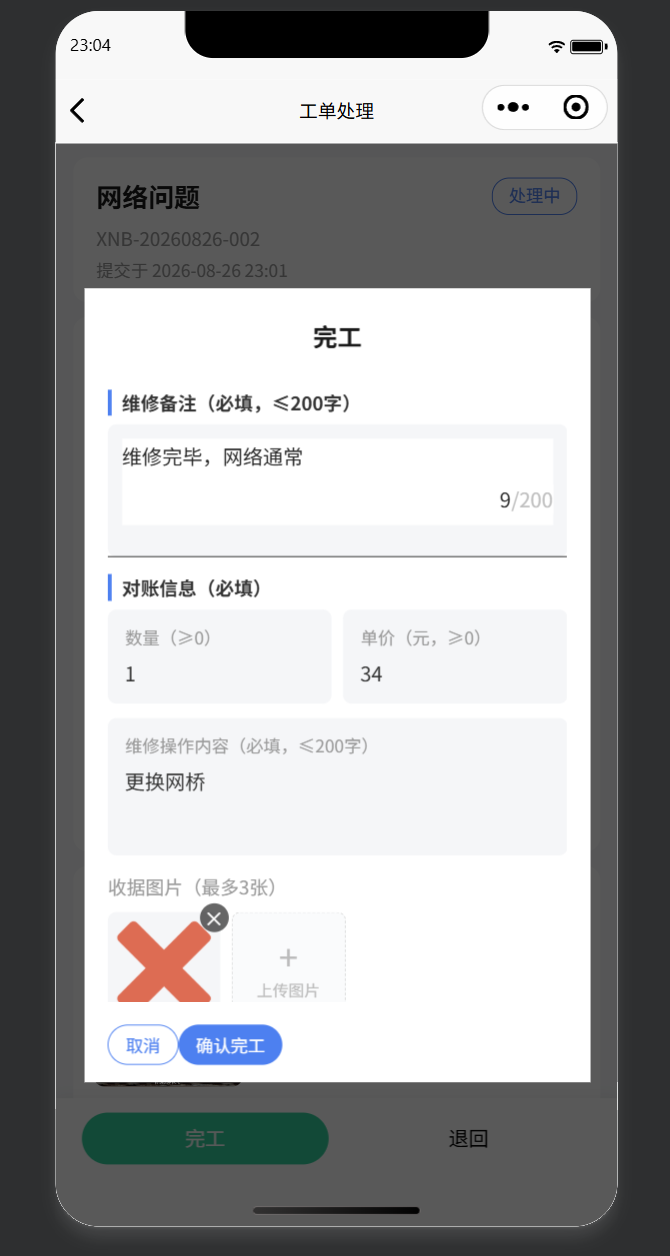 23:04
工单处理
网络问题
处理中
XNB-20260826-002
提交于 2026-08-26 23:01
完工
维修备注（必填，≤200字）
维修完毕，网络通常
9/200
对账信息（必填）
数量（≥0）
单价（元，≥0）
1
34
维修操作内容（必填，≤200字）
更换网桥
收据图片（最多3张）
上传图片
取消
确认完工
完工
退回